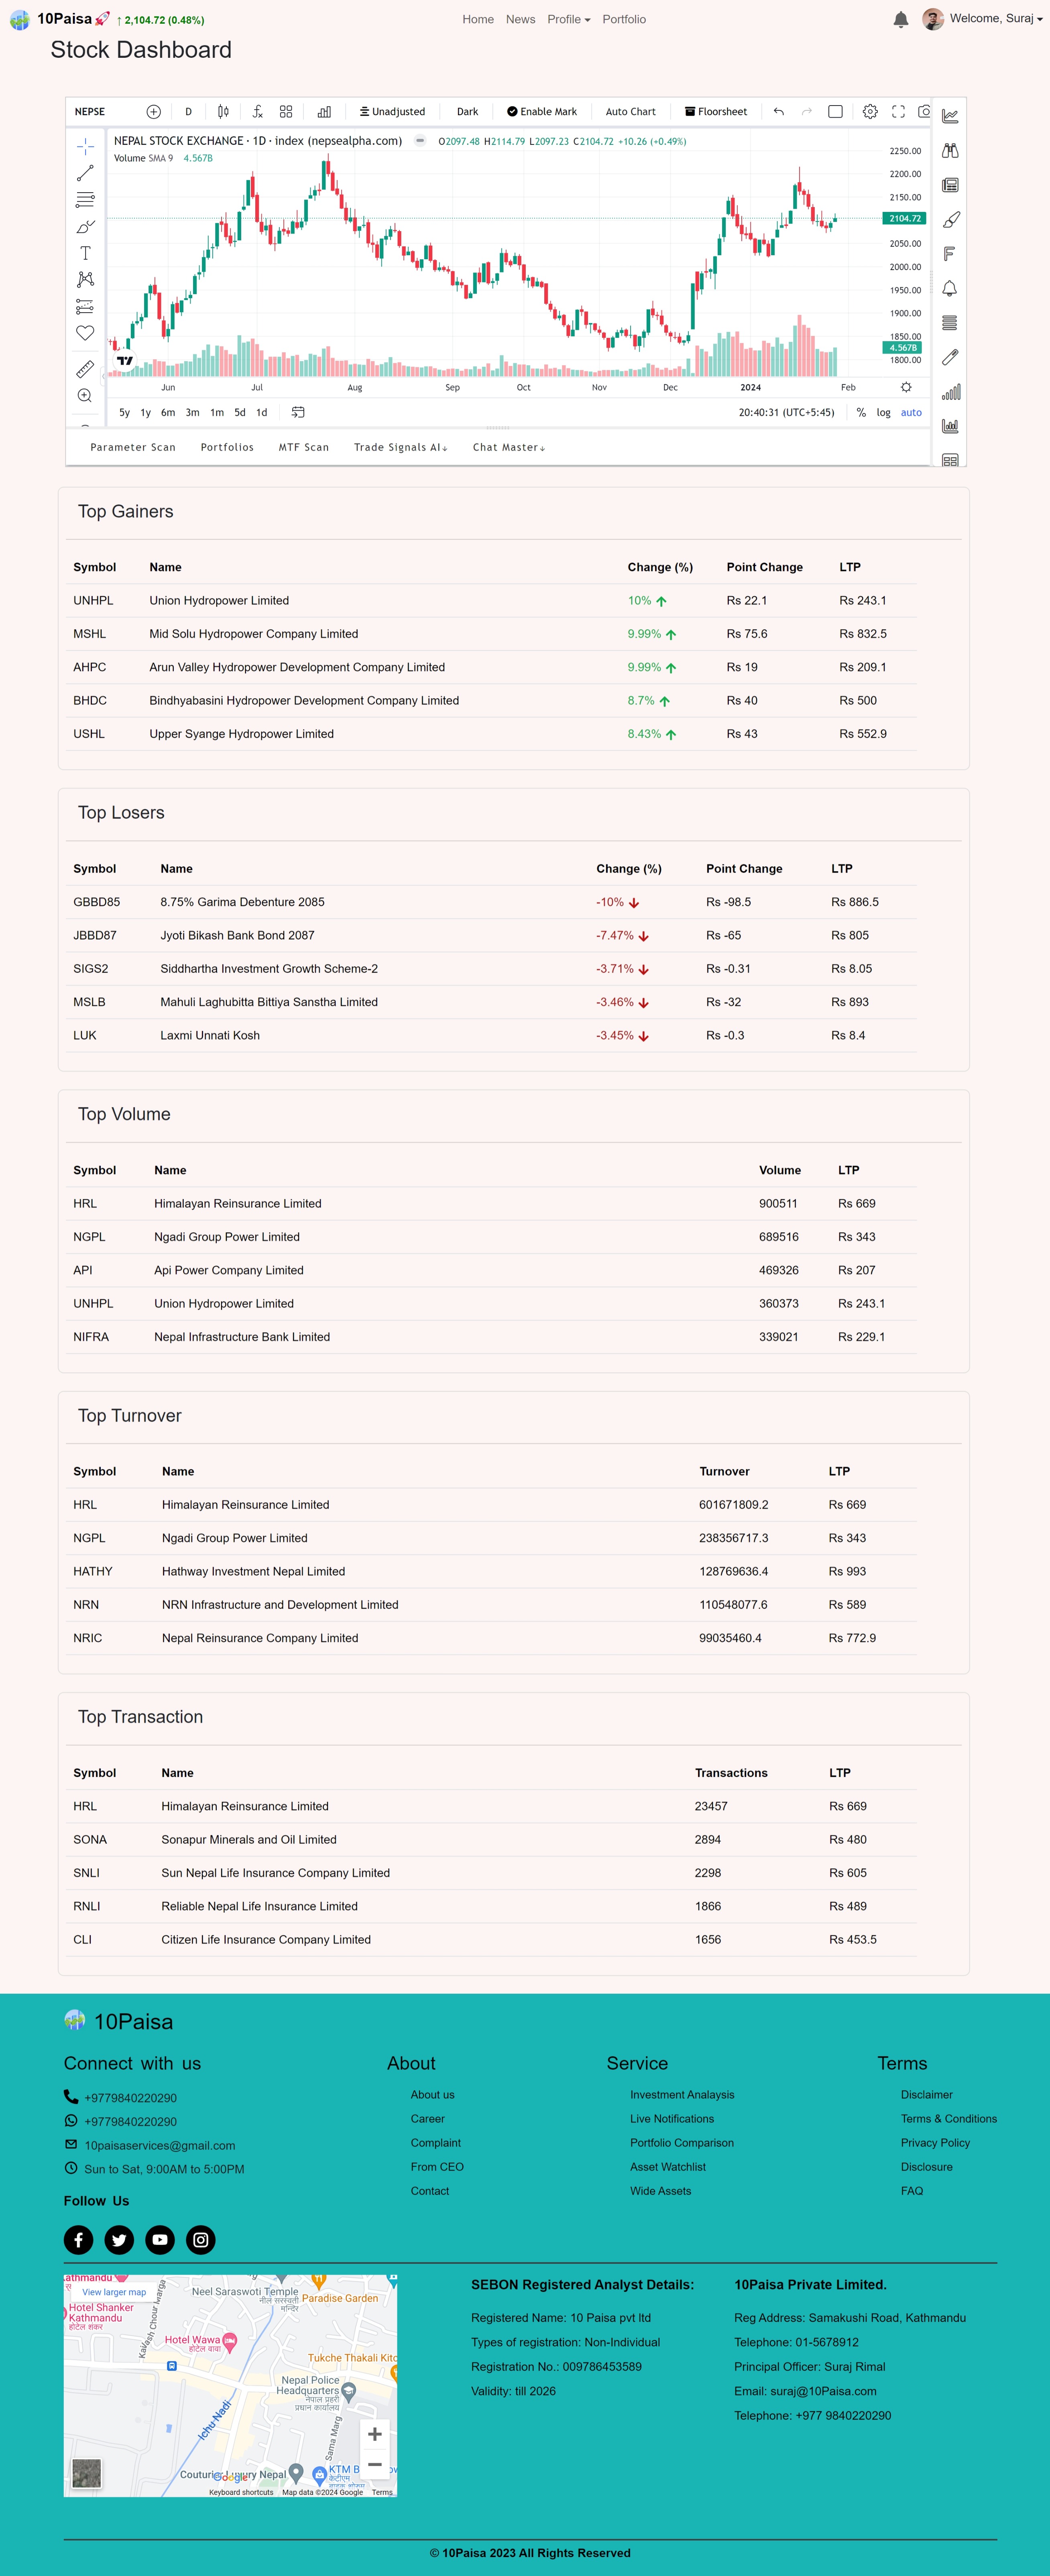 10Paisa🚀 ↑ 2,104.72 (0.48%) Home News Profile Portfolio Welcome, Suraj
Stock Dashboard
NEPSE D Unadjusted Dark Enable Mark Auto Chart Floorsheet
NEPAL STOCK EXCHANGE · 1D · index (nepsealpha.com) O2097.48 H2114.79 L2097.23 C2104.72 +10.26 (+0.49%)
Volume SMA 9 4.567B
2250.00
2200.00
2150.00
2104.72
2050.00
2000.00
1950.00
1900.00
1850.00
4.567B
1800.00
Jun Jul Aug Sep Oct Nov Dec 2024 Feb
5y 1y 6m 3m 1m 5d 1d 20:40:31 (UTC+5:45) % log auto
Parameter Scan Portfolios MTF Scan Trade Signals AI↓ Chat Master↓
Top Gainers
Symbol Name Change (%) Point Change LTP
UNHPL Union Hydropower Limited 10% ↑ Rs 22.1 Rs 243.1
MSHL Mid Solu Hydropower Company Limited 9.99% ↑ Rs 75.6 Rs 832.5
AHPC Arun Valley Hydropower Development Company Limited 9.99% ↑ Rs 19 Rs 209.1
BHDC Bindhyabasini Hydropower Development Company Limited 8.7% ↑ Rs 40 Rs 500
USHL Upper Syange Hydropower Limited 8.43% ↑ Rs 43 Rs 552.9
Top Losers
Symbol Name Change (%) Point Change LTP
GBBD85 8.75% Garima Debenture 2085 -10% ↓ Rs -98.5 Rs 886.5
JBBD87 Jyoti Bikash Bank Bond 2087 -7.47% ↓ Rs -65 Rs 805
SIGS2 Siddhartha Investment Growth Scheme-2 -3.71% ↓ Rs -0.31 Rs 8.05
MSLB Mahuli Laghubitta Bittiya Sanstha Limited -3.46% ↓ Rs -32 Rs 893
LUK Laxmi Unnati Kosh -3.45% ↓ Rs -0.3 Rs 8.4
Top Volume
Symbol Name Volume LTP
HRL Himalayan Reinsurance Limited 900511 Rs 669
NGPL Ngadi Group Power Limited 689516 Rs 343
API Api Power Company Limited 469326 Rs 207
UNHPL Union Hydropower Limited 360373 Rs 243.1
NIFRA Nepal Infrastructure Bank Limited 339021 Rs 229.1
Top Turnover
Symbol Name Turnover LTP
HRL Himalayan Reinsurance Limited 601671809.2 Rs 669
NGPL Ngadi Group Power Limited 238356717.3 Rs 343
HATHY Hathway Investment Nepal Limited 128769636.4 Rs 993
NRN NRN Infrastructure and Development Limited 110548077.6 Rs 589
NRIC Nepal Reinsurance Company Limited 99035460.4 Rs 772.9
Top Transaction
Symbol Name Transactions LTP
HRL Himalayan Reinsurance Limited 23457 Rs 669
SONA Sonapur Minerals and Oil Limited 2894 Rs 480
SNLI Sun Nepal Life Insurance Company Limited 2298 Rs 605
RNLI Reliable Nepal Life Insurance Limited 1866 Rs 489
CLI Citizen Life Insurance Company Limited 1656 Rs 453.5
10Paisa
Connect with us
+9779840220290
+9779840220290
10paisaservices@gmail.com
Sun to Sat, 9:00AM to 5:00PM
Follow Us
About
About us
Career
Complaint
From CEO
Contact
Service
Investment Analaysis
Live Notifications
Portfolio Comparison
Asset Watchlist
Wide Assets
Terms
Disclaimer
Terms & Conditions
Privacy Policy
Disclosure
FAQ
athmandu
View larger map
Neel Saraswoti Temple
नील सरस्वती
मन्दिर
Paradise Garden
Hotel Shanker
Kathmandu
होटेल शंकर
Kavash Chour Marga
Hotel Wawa
होटेल वावा
Tukche Thakali Kitc
Nepal Police
Headquarters
नेपाल प्रहरी
प्रधान कार्यालय
Ichu Nadi
Sama Marg
Couturier Luxury Nepal
KTM B
केटीएम
Google
Keyboard shortcuts Map data ©2024 Google Terms
SEBON Registered Analyst Details:
Registered Name: 10 Paisa pvt ltd
Types of registration: Non-Individual
Registration No.: 009786453589
Validity: till 2026
10Paisa Private Limited.
Reg Address: Samakushi Road, Kathmandu
Telephone: 01-5678912
Principal Officer: Suraj Rimal
Email: suraj@10Paisa.com
Telephone: +977 9840220290
© 10Paisa 2023 All Rights Reserved